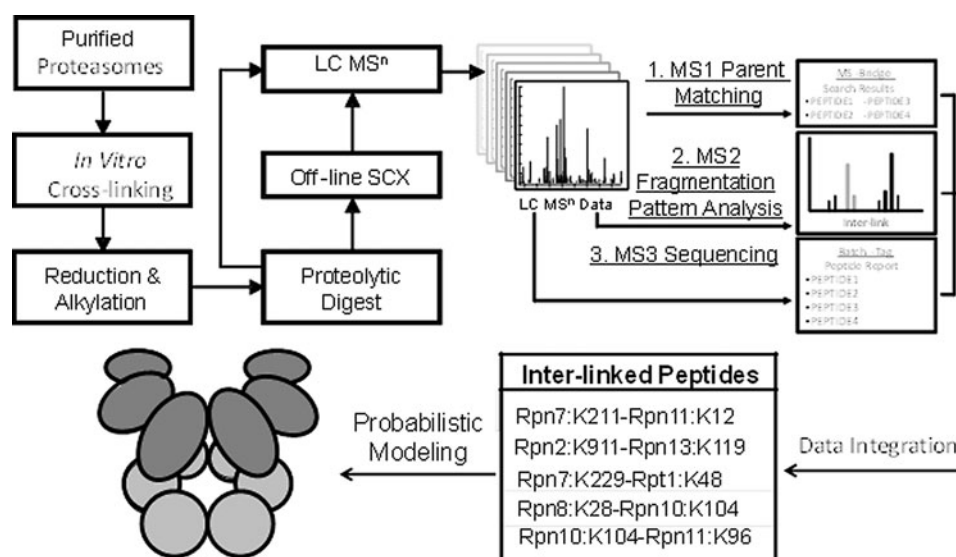 Purified
Proteasomes
In Vitro
Cross-linking
Reduction &
Alkylation
LC MSⁿ
Off-line SCX
Proteolytic
Digest
LC MSⁿ Data
1. MS1 Parent
Matching
2. MS2
Fragmentation
Pattern Analysis
3. MS3 Sequencing
MS-Bridge
Search Results
•PEPTIDE1 -PEPTIDE3
•PEPTIDE2 -PEPTIDE4
Inter-link
Batch-Tag
Peptide Report
•PEPTIDE1
•PEPTIDE2
•PEPTIDE3
•PEPTIDE4
Data Integration
Inter-linked Peptides
Rpn7:K211-Rpn11:K12
Rpn2:K911-Rpn13:K119
Rpn7:K229-Rpt1:K48
Rpn8:K28-Rpn10:K104
Rpn10:K104-Rpn11:K96
Probabilistic
Modeling